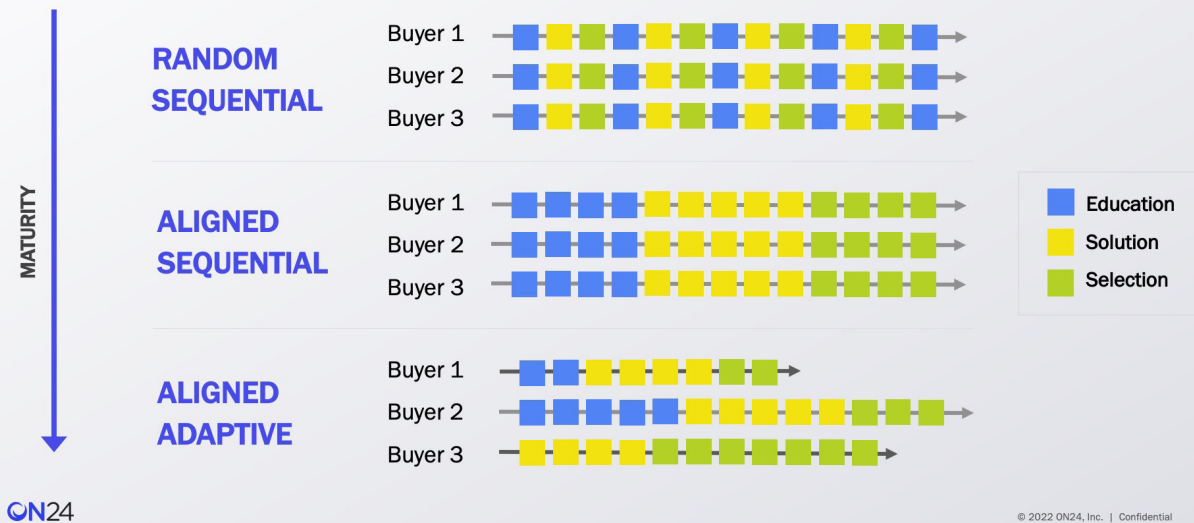 RANDOM
SEQUENTIAL
Buyer 1
Buyer 2
Buyer 3
MATURITY
ALIGNED
SEQUENTIAL
Buyer 1
Buyer 2
Buyer 3
Education
Solution
Selection
ALIGNED
ADAPTIVE
Buyer 1
Buyer 2
Buyer 3
ON24
© 2022 ON24, Inc. | Confidential